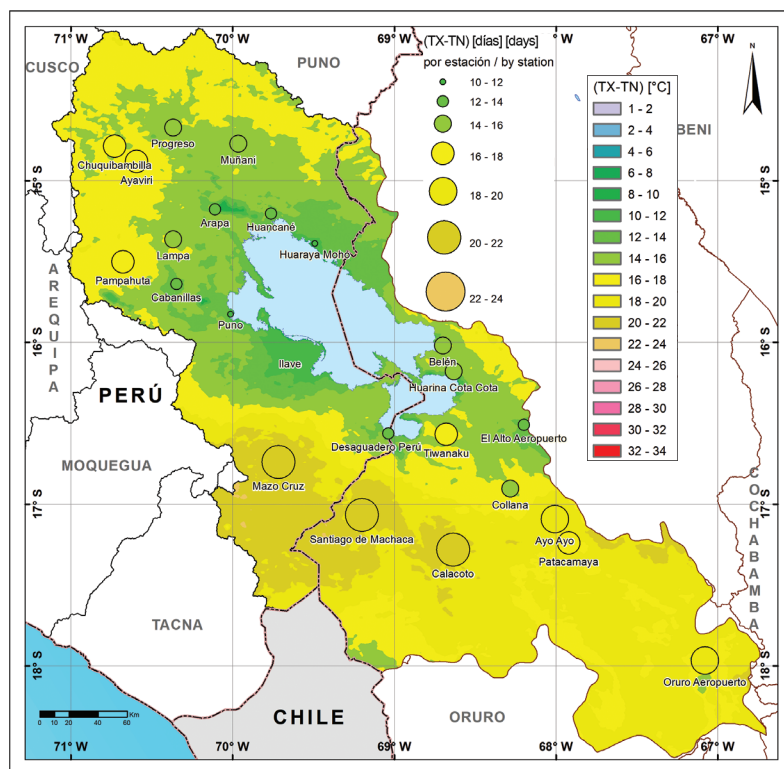 71° W
70° W
69° W
68° W
67° W
CUSCO
PUNO
BENI
N
(TX-TN) [días] [days]
por estación / by station
10 - 12
12 - 14
14 - 16
16 - 18
18 - 20
20 - 22
22 - 24
(TX-TN) [°C]
1 - 2
2 - 4
4 - 6
6 - 8
8 - 10
10 - 12
12 - 14
14 - 16
16 - 18
18 - 20
20 - 22
22 - 24
24 - 26
26 - 28
28 - 30
30 - 32
32 - 34
Progreso
Muñani
Chuquibambilla
Ayaviri
15° S
15° S
Arapa
Huancané
Huaraya Moho
Lampa
Pampahuta
Cabanillas
Puno
AREQUIPA
16° S
16° S
Belén
Ilave
Huarina Cota Cota
PERÚ
Desaguadero Perú
Tiwanaku
El Alto Aeropuerto
MOQUEGUA
Mazo Cruz
Collana
17° S
17° S
Santiago de Machaca
Ayo Ayo
Patacamaya
Calacoto
COCHABAMBA
TACNA
18° S
18° S
Oruro Aeropuerto
0 10 20 40 60 Km
CHILE
ORURO
71° W
70° W
69° W
68° W
67° W